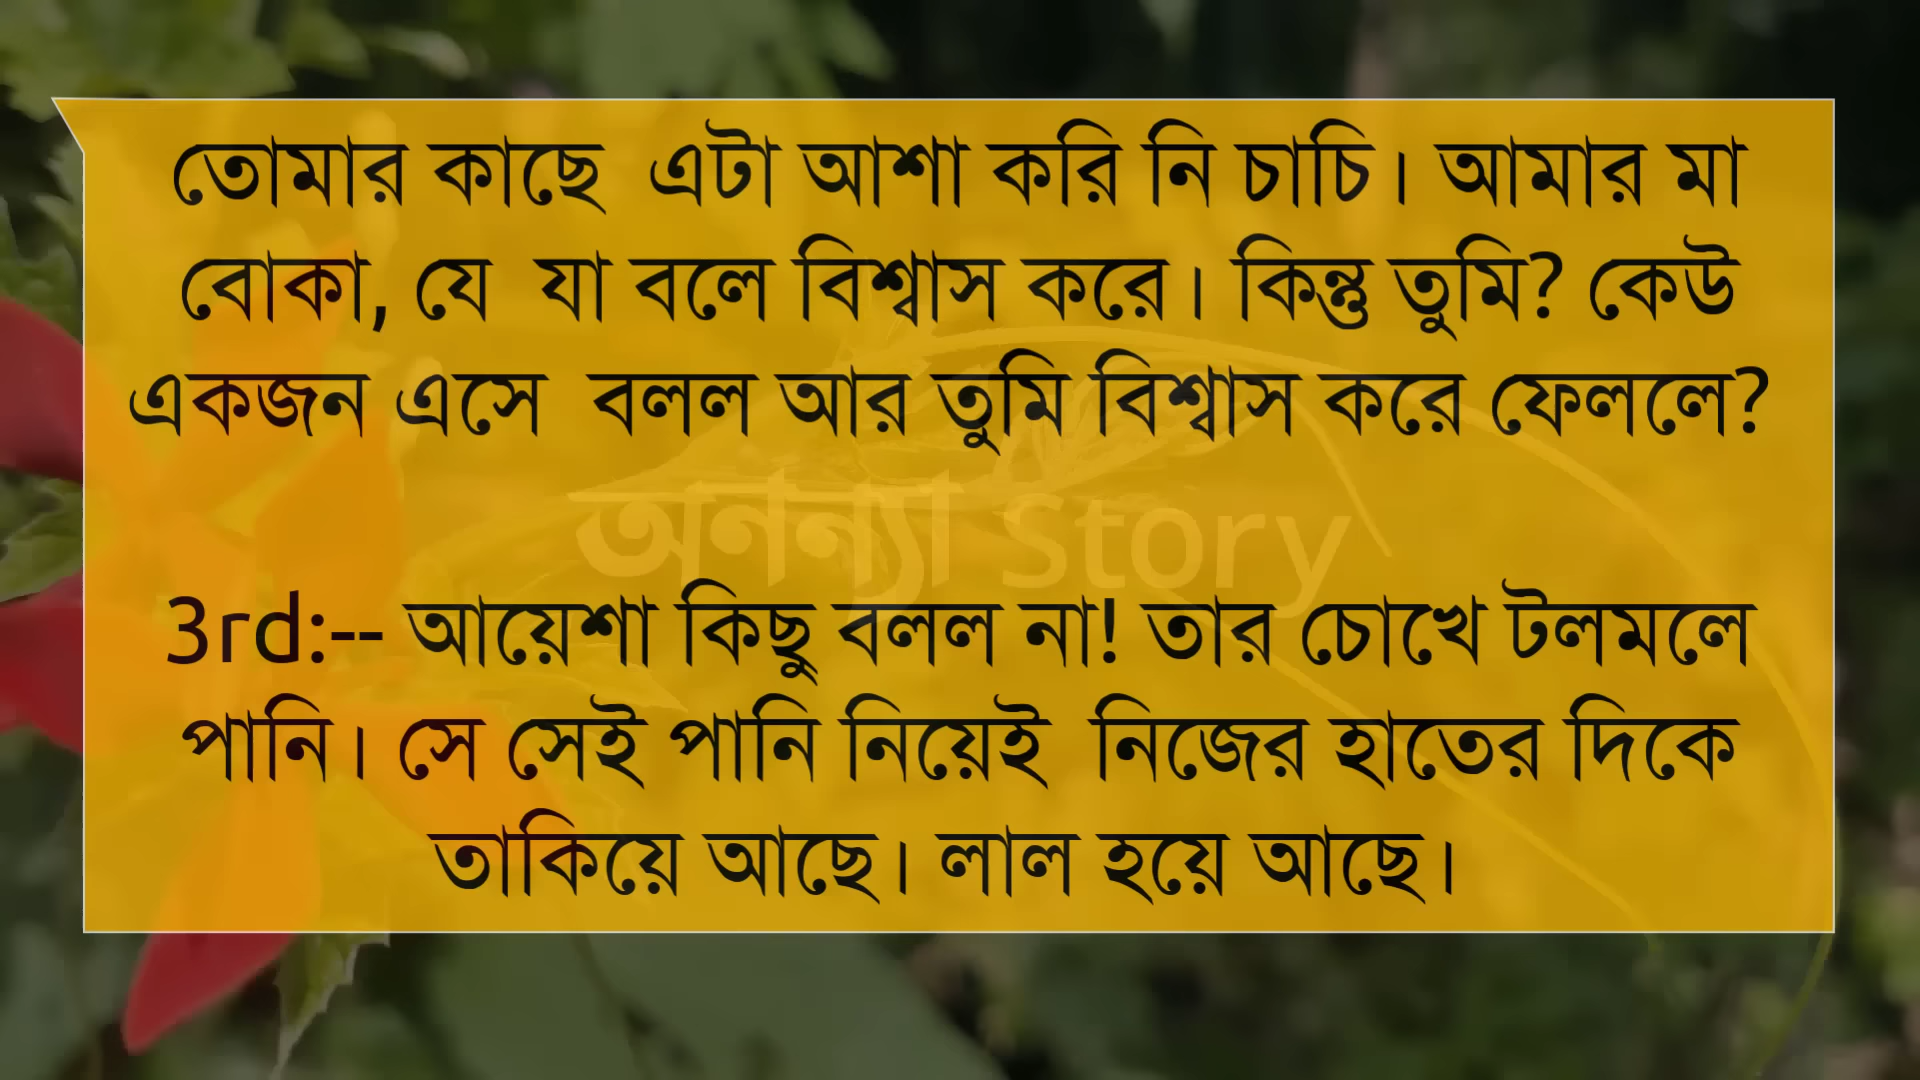 তোমার কাছে এটা আশা করি নি চাচি। আমার মা
বোকা, যে যা বলে বিশ্বাস করে। কিন্তু তুমি? কেউ
একজন এসে বলল আর তুমি বিশ্বাস করে ফেললে?
অনন্যা Story
3rd:-- আয়েশা কিছু বলল না! তার চোখে টলমলে
পানি। সে সেই পানি নিয়েই নিজের হাতের দিকে
তাকিয়ে আছে। লাল হয়ে আছে।